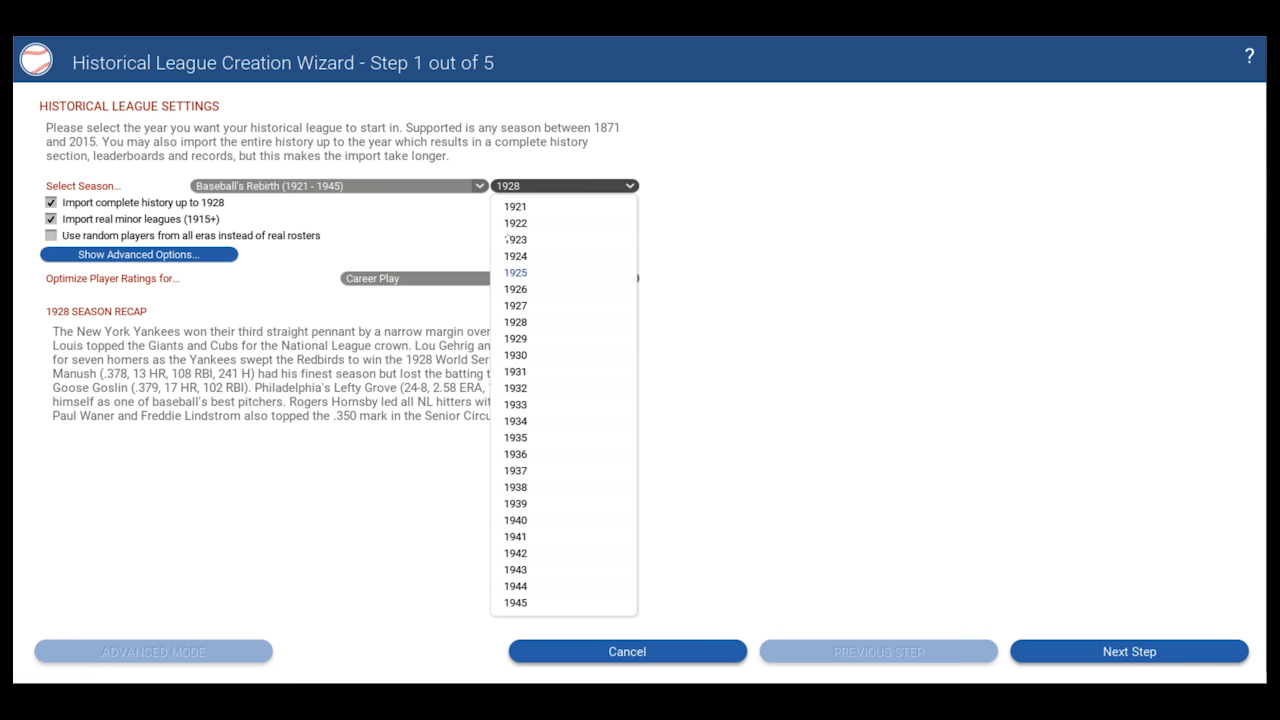 Historical League Creation Wizard - Step 1 out of 5
?
HISTORICAL LEAGUE SETTINGS
Please select the year you want your historical league to start in. Supported is any season between 1871
and 2015. You may also import the entire history up to the year which results in a complete history
section, leaderboards and records, but this makes the import take longer.
Select Season...
Baseball's Rebirth (1921 - 1945)
1928
Import complete history up to 1928
Import real minor leagues (1915+)
Use random players from all eras instead of real rosters
Show Advanced Options...
Optimize Player Ratings for...
Career Play
1928 SEASON RECAP
The New York Yankees won their third straight pennant by a narrow margin over
Louis topped the Giants and Cubs for the National League crown. Lou Gehrig an
for seven homers as the Yankees swept the Redbirds to win the 1928 World Ser
Manush (.378, 13 HR, 108 RBI, 241 H) had his finest season but lost the batting t
Goose Goslin (.379, 17 HR, 102 RBI). Philadelphia's Lefty Grove (24-8, 2.58 ERA,
himself as one of baseball's best pitchers. Rogers Hornsby led all NL hitters wit
Paul Waner and Freddie Lindstrom also topped the .350 mark in the Senior Circu
1921
1922
1923
1924
1925
1926
1927
1928
1929
1930
1931
1932
1933
1934
1935
1936
1937
1938
1939
1940
1941
1942
1943
1944
1945
ADVANCED MODE
Cancel
PREVIOUS STEP
Next Step